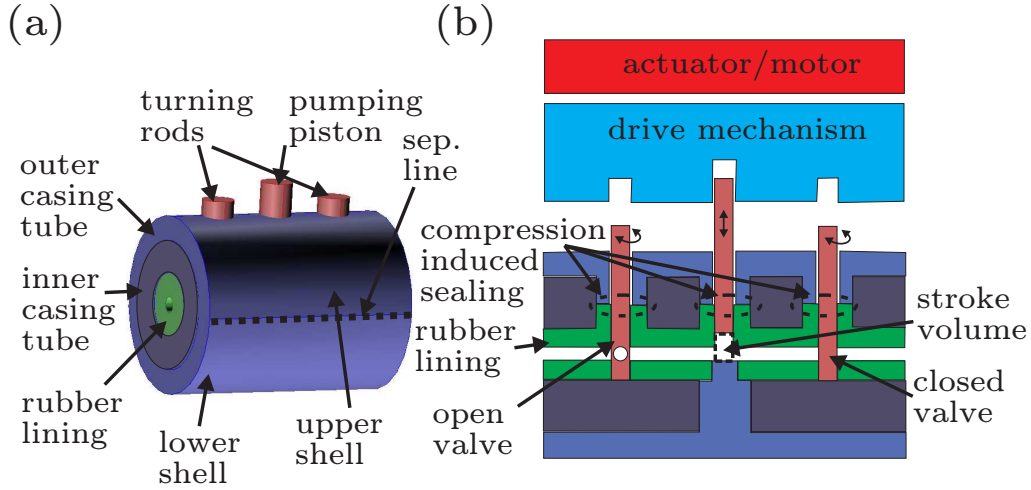 (a)
turning
rods
pumping
piston
sep.
line
outer
casing
tube
inner
casing
tube
rubber
lining
lower
shell
upper
shell
(b)
actuator/motor
drive mechanism
compression
induced
sealing
rubber
lining
open
valve
stroke
volume
closed
valve